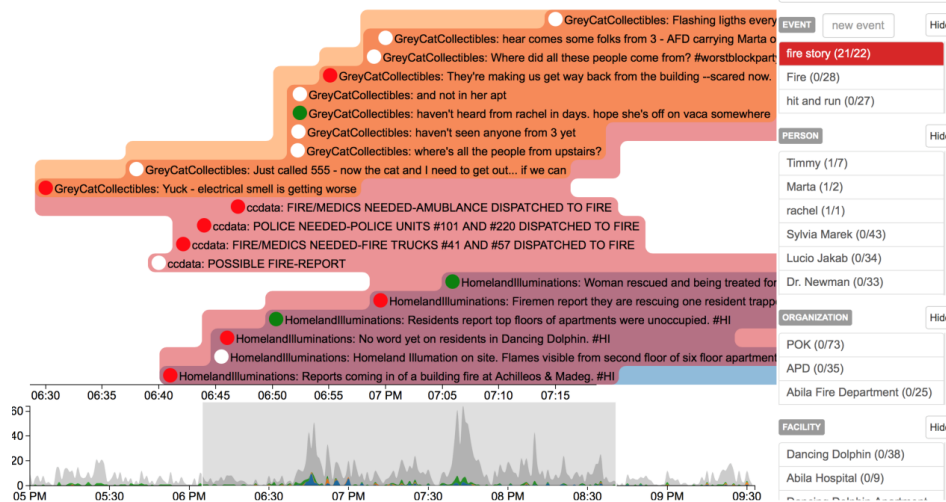 GreyCatCollectibles: Flashing ligths every
GreyCatCollectibles: hear comes some folks from 3 - AFD carrying Marta o
GreyCatCollectibles: Where did all these people come from? #worstblockpart
GreyCatCollectibles: They're making us get way back from the building --scared now.
GreyCatCollectibles: and not in her apt
GreyCatCollectibles: haven't heard from rachel in days. hope she's off on vaca somewhere
GreyCatCollectibles: haven't seen anyone from 3 yet
GreyCatCollectibles: where's all the people from upstairs?
GreyCatCollectibles: Just called 555 - now the cat and I need to get out... if we can
GreyCatCollectibles: Yuck - electrical smell is getting worse
ccdata: FIRE/MEDICS NEEDED-AMUBLANCE DISPATCHED TO FIRE
ccdata: POLICE NEEDED-POLICE UNITS #101 AND #220 DISPATCHED TO FIRE
ccdata: FIRE/MEDICS NEEDED-FIRE TRUCKS #41 AND #57 DISPATCHED TO FIRE
ccdata: POSSIBLE FIRE-REPORT
HomelandIlluminations: Woman rescued and being treated for
HomelandIlluminations: Firemen report they are rescuing one resident trapp
HomelandIlluminations: Residents report top floors of apartments were unoccupied. #HI
HomelandIlluminations: No word yet on residents in Dancing Dolphin. #HI
HomelandIlluminations: Homeland Illumation on site. Flames visible from second floor of six floor apartment
HomelandIlluminations: Reports coming in of a building fire at Achilleos & Madeg. #HI
06:30 06:35 06:40 06:45 06:50 06:55 07 PM 07:05 07:10 07:15
60
40
20
0
05 PM 05:30 06 PM 06:30 07 PM 07:30 08 PM 08:30 09 PM 09:30
EVENT new event Hide
fire story (21/22)
Fire (0/28)
hit and run (0/27)
PERSON Hide
Timmy (1/7)
Marta (1/2)
rachel (1/1)
Sylvia Marek (0/43)
Lucio Jakab (0/34)
Dr. Newman (0/33)
ORGANIZATION Hide
POK (0/73)
APD (0/35)
Abila Fire Department (0/25)
FACILITY Hide
Dancing Dolphin (0/38)
Abila Hospital (0/9)